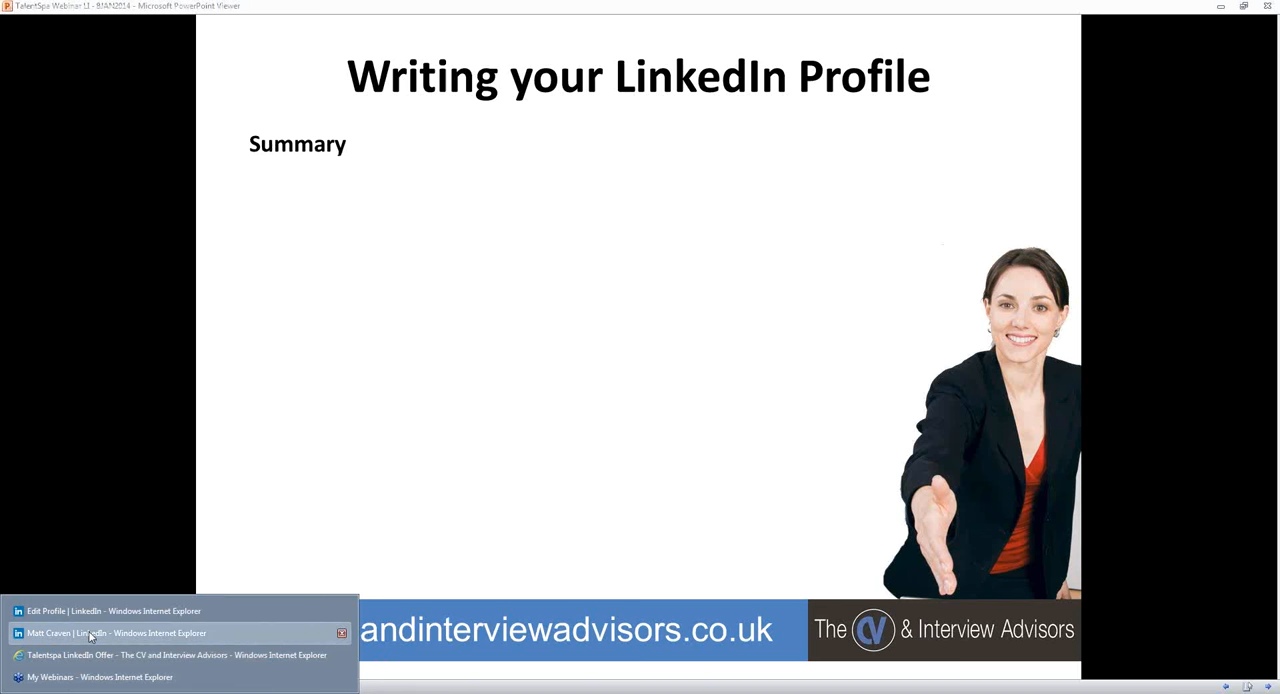 TalentSpa Webinar LI - 8JAN2014 - Microsoft PowerPoint Viewer
Writing your LinkedIn Profile
Summary
Edit Profile | LinkedIn - Windows Internet Explorer
Matt Craven | LinkedIn - Windows Internet Explorer
Talentspa LinkedIn Offer - The CV and Interview Advisors - Windows Internet Explorer
My Webinars - Windows Internet Explorer
andinterviewadvisors.co.uk
The CV & Interview Advisors